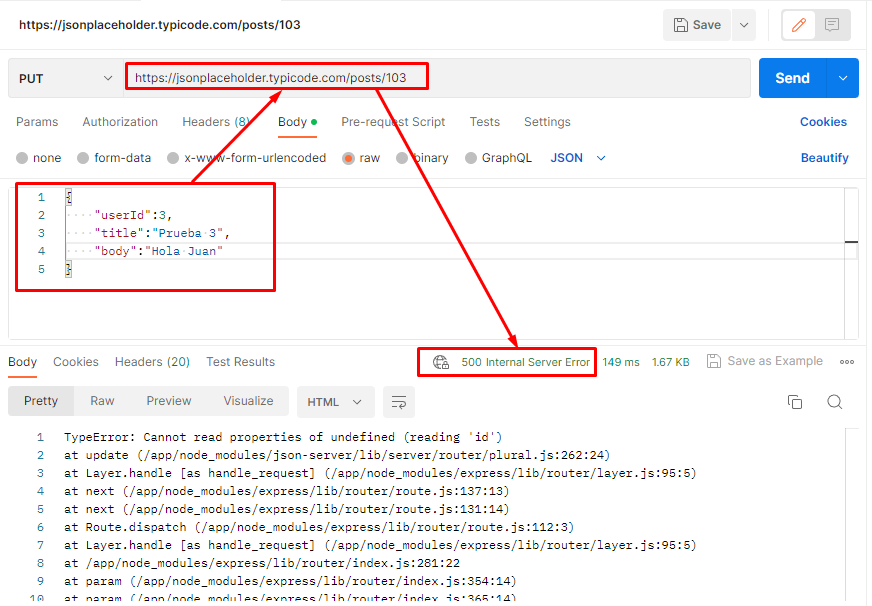 https://jsonplaceholder.typicode.com/posts/103 Save
PUT https://jsonplaceholder.typicode.com/posts/103 Send
Params Authorization Headers (8) Body Pre-request Script Tests Settings Cookies
none form-data x-www-form-urlencoded raw binary GraphQL JSON Beautify
1 {
2 ····"userId":3,
3 ····"title":"Prueba·3",
4 ····"body":"Hola·Juan"
5 }
Body Cookies Headers (20) Test Results 500 Internal Server Error 149 ms 1.67 KB Save as Example
Pretty Raw Preview Visualize HTML
1 TypeError: Cannot read properties of undefined (reading 'id')
2 at update (/app/node_modules/json-server/lib/server/router/plural.js:262:24)
3 at Layer.handle [as handle_request] (/app/node_modules/express/lib/router/layer.js:95:5)
4 at next (/app/node_modules/express/lib/router/route.js:137:13)
5 at next (/app/node_modules/express/lib/router/route.js:131:14)
6 at Route.dispatch (/app/node_modules/express/lib/router/route.js:112:3)
7 at Layer.handle [as handle_request] (/app/node_modules/express/lib/router/layer.js:95:5)
8 at /app/node_modules/express/lib/router/index.js:281:22
9 at param (/app/node_modules/express/lib/router/index.js:354:14)
10 at param (/app/node_modules/express/lib/router/index.js:365:14)